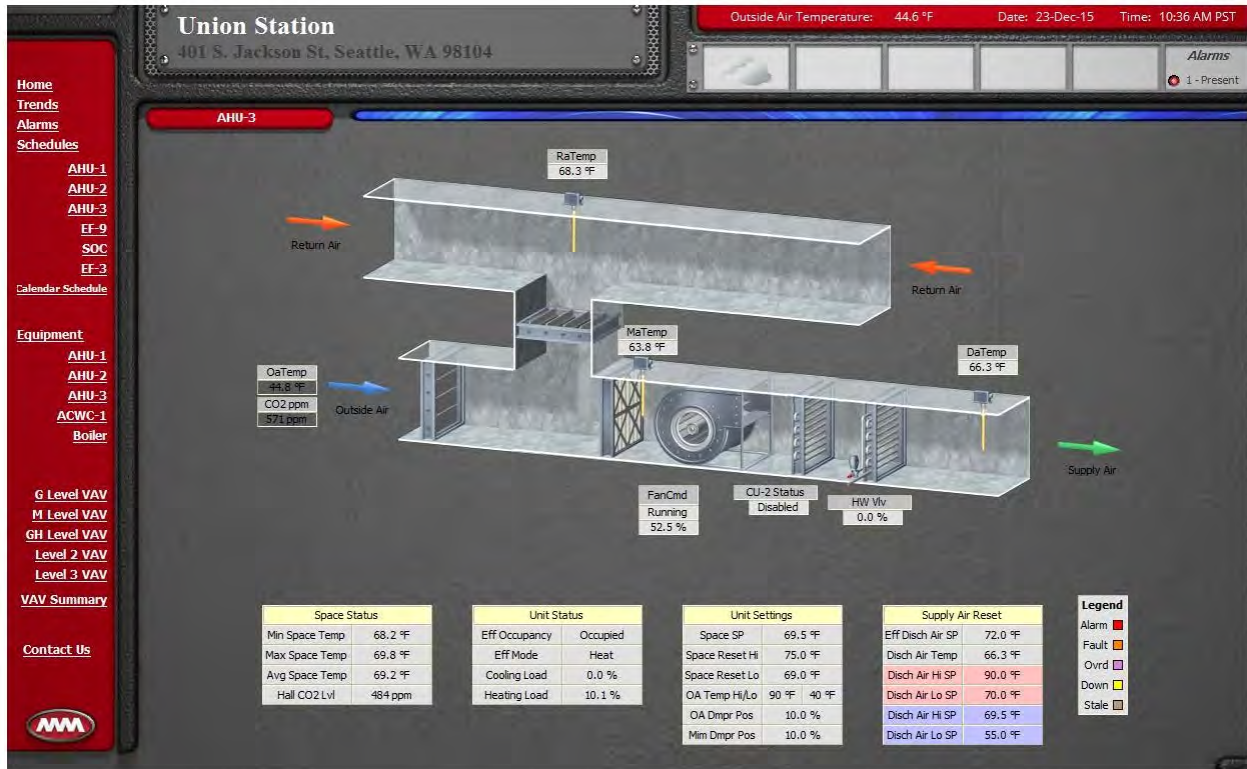 Union Station
401 S. Jackson St, Seattle, WA 98104
Outside Air Temperature: 44.6 °F Date: 23-Dec-15 Time: 10:36 AM PST
Alarms
1 - Present
Home
Trends
Alarms
Schedules
AHU-1
AHU-2
AHU-3
EF-9
SOC
EF-3
Calendar Schedule
Equipment
AHU-1
AHU-2
AHU-3
ACWC-1
Boiler
G Level VAV
M Level VAV
GH Level VAV
Level 2 VAV
Level 3 VAV
VAV Summary
Contact Us
AHU-3
RaTemp
68.3 °F
Return Air
Return Air
MaTemp
63.8 °F
DaTemp
66.3 °F
OaTemp
44.8 °F
CO2 ppm
571 ppm
Outside Air
Supply Air
FanCmd
Running
52.5 %
CU-2 Status
Disabled
HW Vlv
0.0 %
Space Status
Min Space Temp 68.2 °F
Max Space Temp 69.8 °F
Avg Space Temp 69.2 °F
Hall CO2 Lvl 484 ppm
Unit Status
Eff Occupancy Occupied
Eff Mode Heat
Cooling Load 0.0 %
Heating Load 10.1 %
Unit Settings
Space SP 69.5 °F
Space Reset Hi 75.0 °F
Space Reset Lo 69.0 °F
OA Temp Hi/Lo 90 °F 40 °F
OA Dmpr Pos 10.0 %
Mim Dmpr Pos 10.0 %
Supply Air Reset
Eff Disch Air SP 72.0 °F
Disch Air Temp 66.3 °F
Disch Air Hi SP 90.0 °F
Disch Air Lo SP 70.0 °F
Disch Air Hi SP 69.5 °F
Disch Air Lo SP 55.0 °F
Legend
Alarm
Fault
Ovrd
Down
Stale